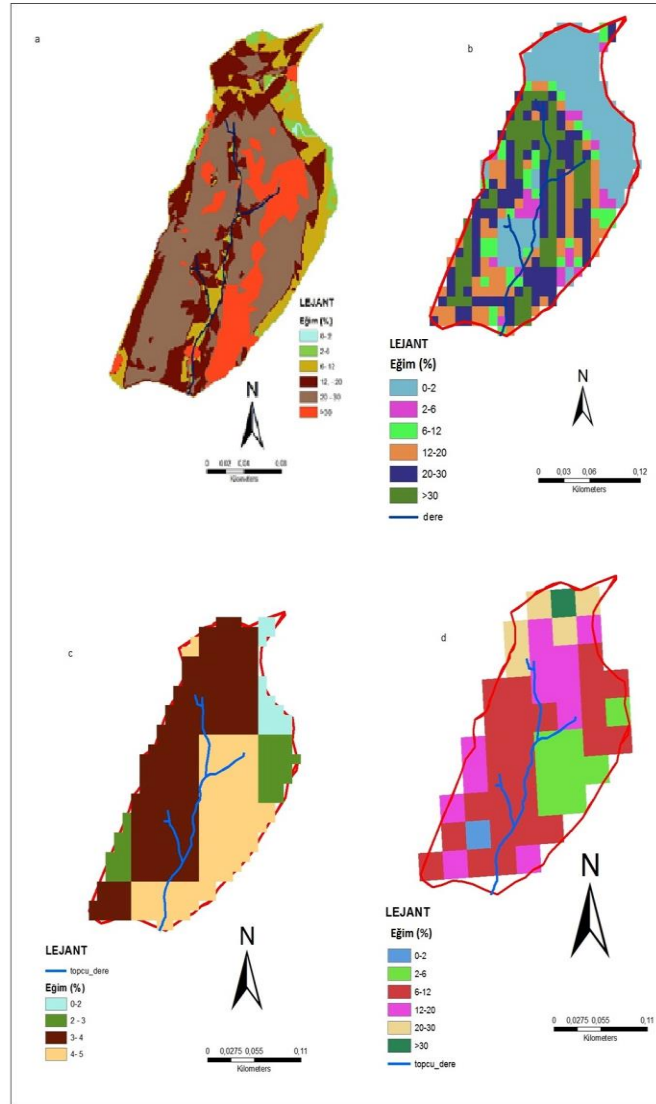 a
LEJANT
Eğim (%)
0-2
2-6
6-12
12-20
20-30
>30
N
Kilometers
b
LEJANT
Eğim (%)
0-2
2-6
6-12
12-20
20-30
>30
dere
N
0 0,03 0,06 0,12
Kilometers
c
LEJANT
topcu_dere
Eğim (%)
0-2
2 - 3
3- 4
4- 5
N
0 0,0275 0,055 0,11
Kilometers
d
LEJANT
Eğim (%)
0-2
2-6
6-12
12-20
20-30
>30
topcu_dere
N
0 0,0275 0,055 0,11
Kilometers